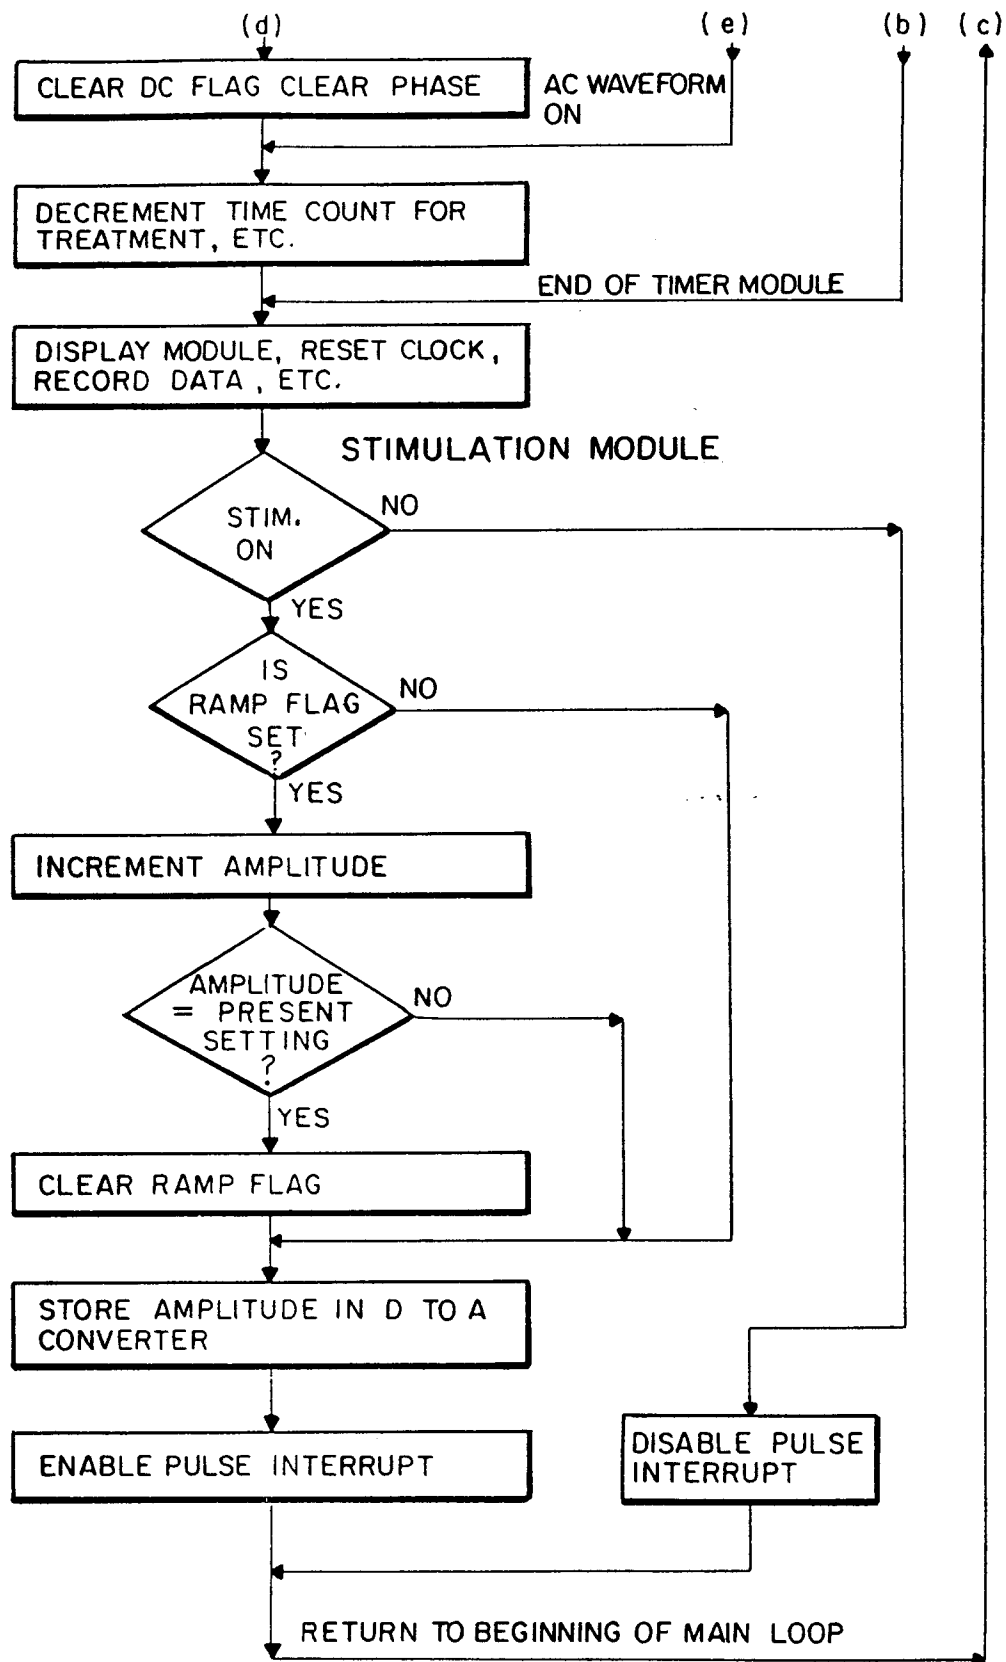 (d) (e) (b) (c)
CLEAR DC FLAG CLEAR PHASE
AC WAVEFORM
ON
DECREMENT TIME COUNT FOR
TREATMENT, ETC.
END OF TIMER MODULE
DISPLAY MODULE, RESET CLOCK,
RECORD DATA, ETC.
STIMULATION MODULE
STIM.
ON
NO
YES
IS
RAMP FLAG
SET
?
NO
YES
INCREMENT AMPLITUDE
AMPLITUDE
= PRESENT
SETTING
?
NO
YES
CLEAR RAMP FLAG
STORE AMPLITUDE IN D TO A
CONVERTER
ENABLE PULSE INTERRUPT
DISABLE PULSE
INTERRUPT
RETURN TO BEGINNING OF MAIN LOOP